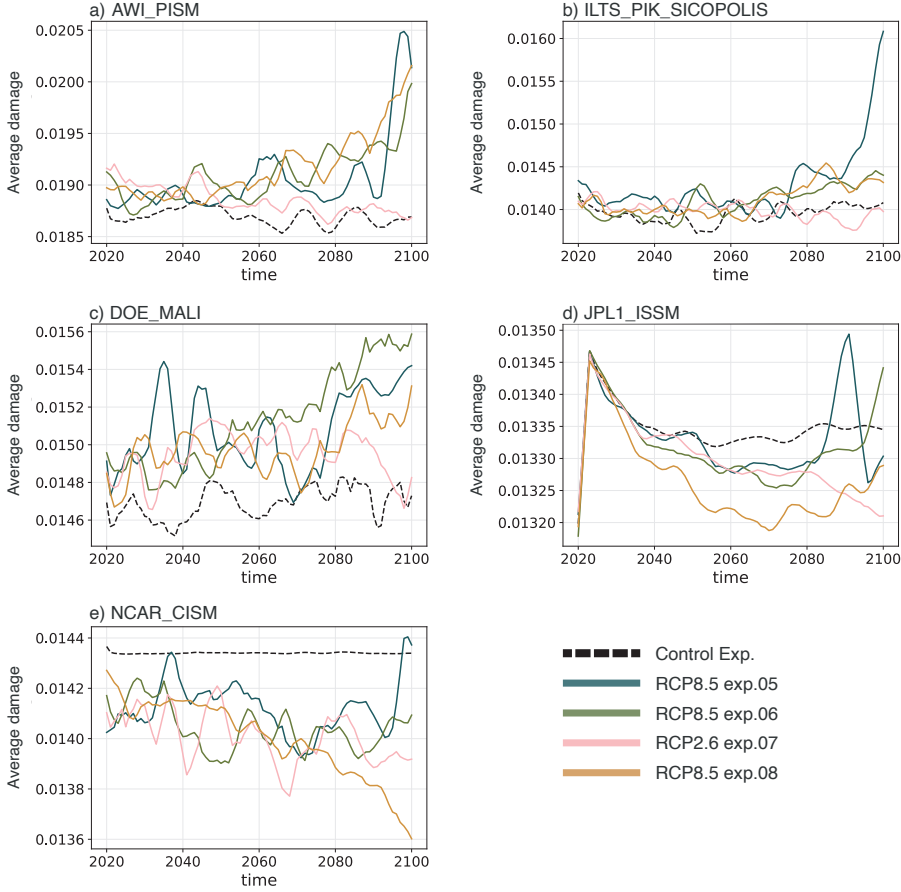 a) AWI_PISM
Average damage
0.0205
0.0200
0.0195
0.0190
0.0185
2020 2040 2060 2080 2100
time
b) ILTS_PIK_SICOPOLIS
Average damage
0.0160
0.0155
0.0150
0.0145
0.0140
2020 2040 2060 2080 2100
time
c) DOE_MALI
Average damage
0.0156
0.0154
0.0152
0.0150
0.0148
0.0146
2020 2040 2060 2080 2100
time
d) JPL1_ISSM
Average damage
0.01350
0.01345
0.01340
0.01335
0.01330
0.01325
0.01320
2020 2040 2060 2080 2100
time
e) NCAR_CISM
Average damage
0.0144
0.0142
0.0140
0.0138
0.0136
2020 2040 2060 2080 2100
time
Control Exp.
RCP8.5 exp.05
RCP8.5 exp.06
RCP2.6 exp.07
RCP8.5 exp.08